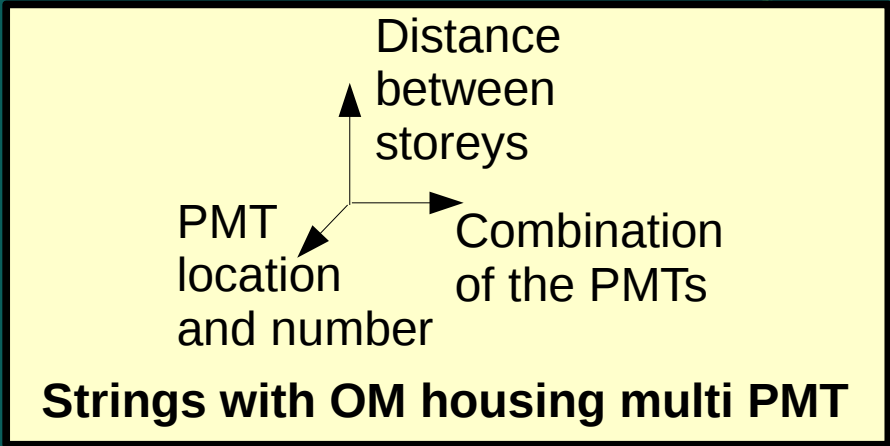 Distance
between
storeys
PMT
location
and number
Combination
of the PMTs
Strings with OM housing multi PMT